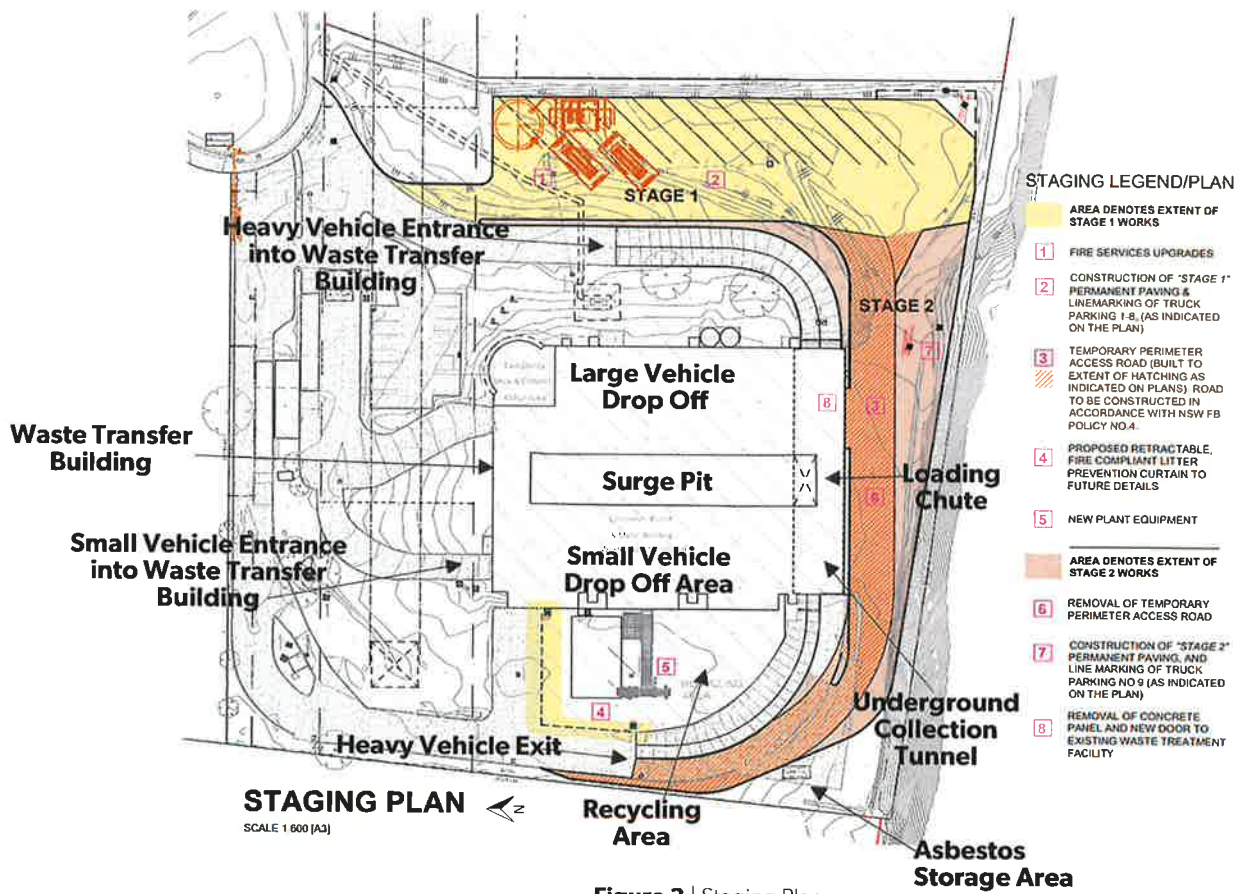 STAGE 1
1
2
Heavy Vehicle Entrance
into Waste Transfer
Building
STAGE 2
7
Large Vehicle
Drop Off
8
3
Waste Transfer
Building
Surge Pit
Loading
Chute
6
Small Vehicle Entrance
into Waste Transfer
Building
Small Vehicle
Drop Off Area
5
4
Underground
Collection
Tunnel
Heavy Vehicle Exit
STAGING PLAN
N
SCALE 1:600 [A3]
Recycling
Area
Asbestos
Storage Area
STAGING LEGEND/PLAN
AREA DENOTES EXTENT OF
STAGE 1 WORKS
1 FIRE SERVICES UPGRADES
2 CONSTRUCTION OF "STAGE 1"
PERMANENT PAVING &
LINEMARKING OF TRUCK
PARKING 1-8, (AS INDICATED
ON THE PLAN)
3 TEMPORARY PERIMETER
ACCESS ROAD (BUILT TO
EXTENT OF HATCHING AS
INDICATED ON PLANS) ROAD
TO BE CONSTRUCTED IN
ACCORDANCE WITH NSW FB
POLICY NO.4.
4 PROPOSED RETRACTABLE,
FIRE COMPLIANT LITTER
PREVENTION CURTAIN TO
FUTURE DETAILS
5 NEW PLANT EQUIPMENT
AREA DENOTES EXTENT OF
STAGE 2 WORKS
6 REMOVAL OF TEMPORARY
PERIMETER ACCESS ROAD
7 CONSTRUCTION OF "STAGE 2"
PERMANENT PAVING, AND
LINE MARKING OF TRUCK
PARKING NO 9 (AS INDICATED
ON THE PLAN)
8 REMOVAL OF CONCRETE
PANEL AND NEW DOOR TO
EXISTING WASTE TREATMENT
FACILITY